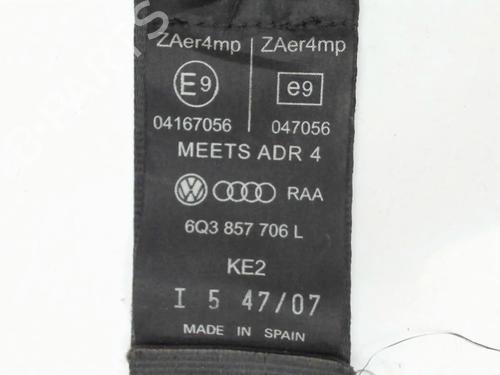 ZAer4mp ZAer4mp
E9 e9
04167056 047056
MEETS ADR 4
VW RAA
6Q3 857 706 L
KE2
I 5 47/07
MADE IN SPAIN